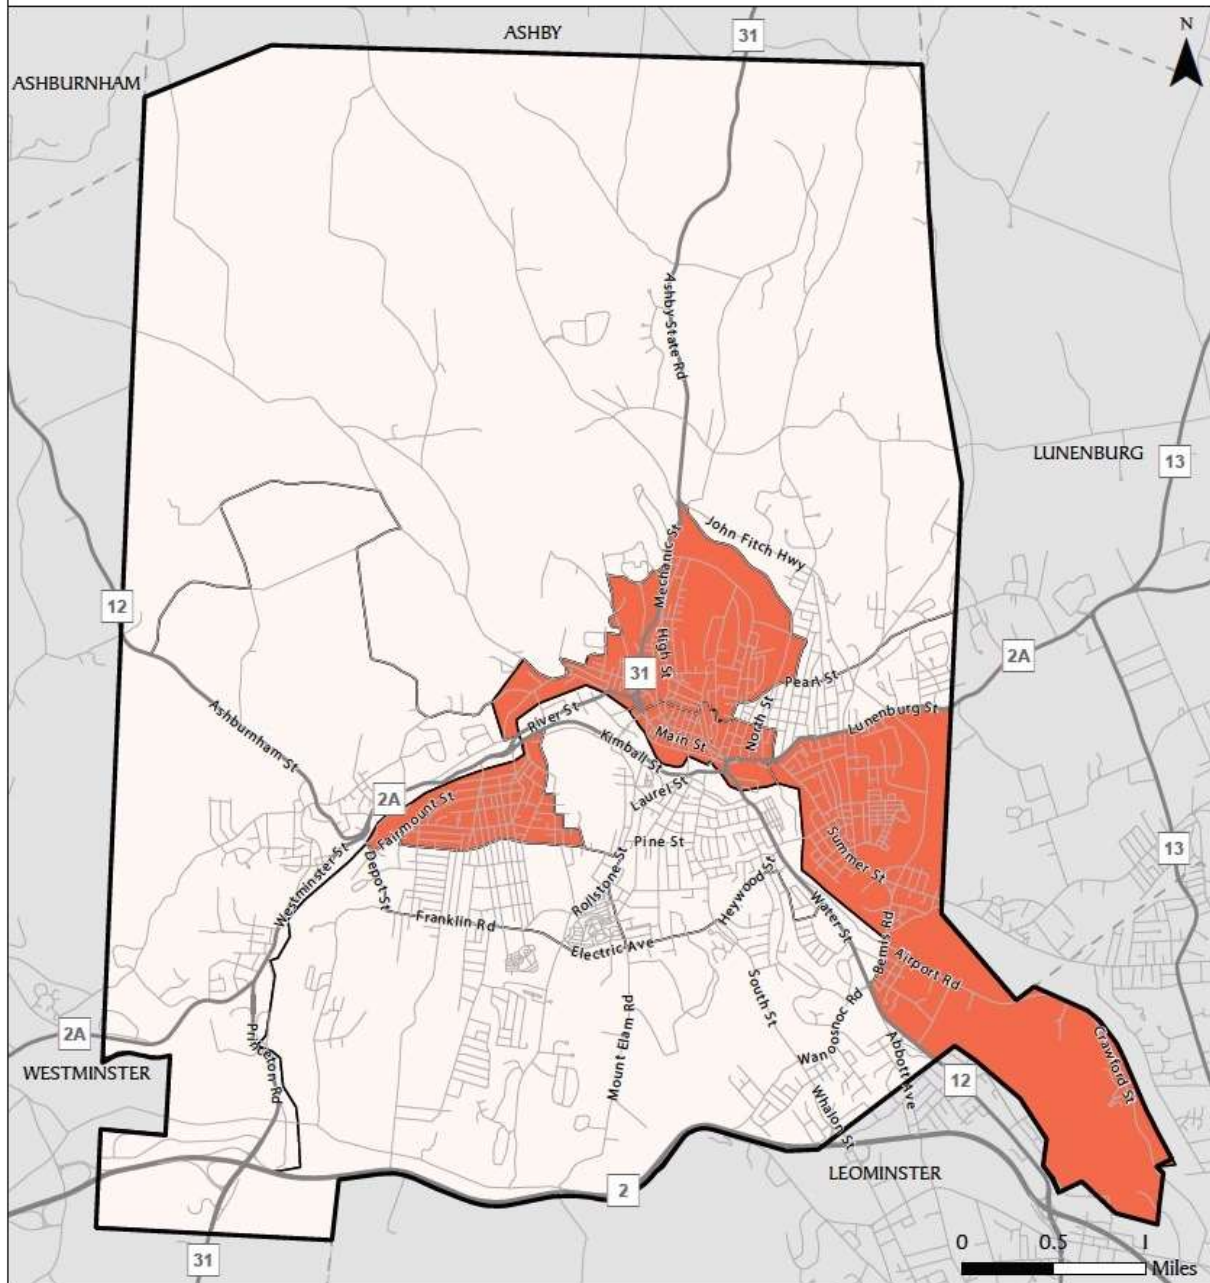 ASHBY
31
N
ASHBURNHAM
Ashby State Rd
LUNENBURG
13
John Fitch Hwy
Mechanic St
12
High St
31
2A
Pearl St
Ashburnham St
River St
Main St
North St
Lunenburg St
Kimball St
2A
Laurel St
Fairmount St
Pine St
Summer St
13
Westminster St
Depot St
Rollstone St
Heywood St
Franklin Rd
Water St
Electric Ave
Bemis Rd
Airport Rd
South St
2A
Princeton Rd
Mount Elam Rd
Wanoosnoc Rd
Abbott Ave
Crawford St
WESTMINSTER
12
Whalon St
LEOMINSTER
2
31
0 0.5 1
Miles